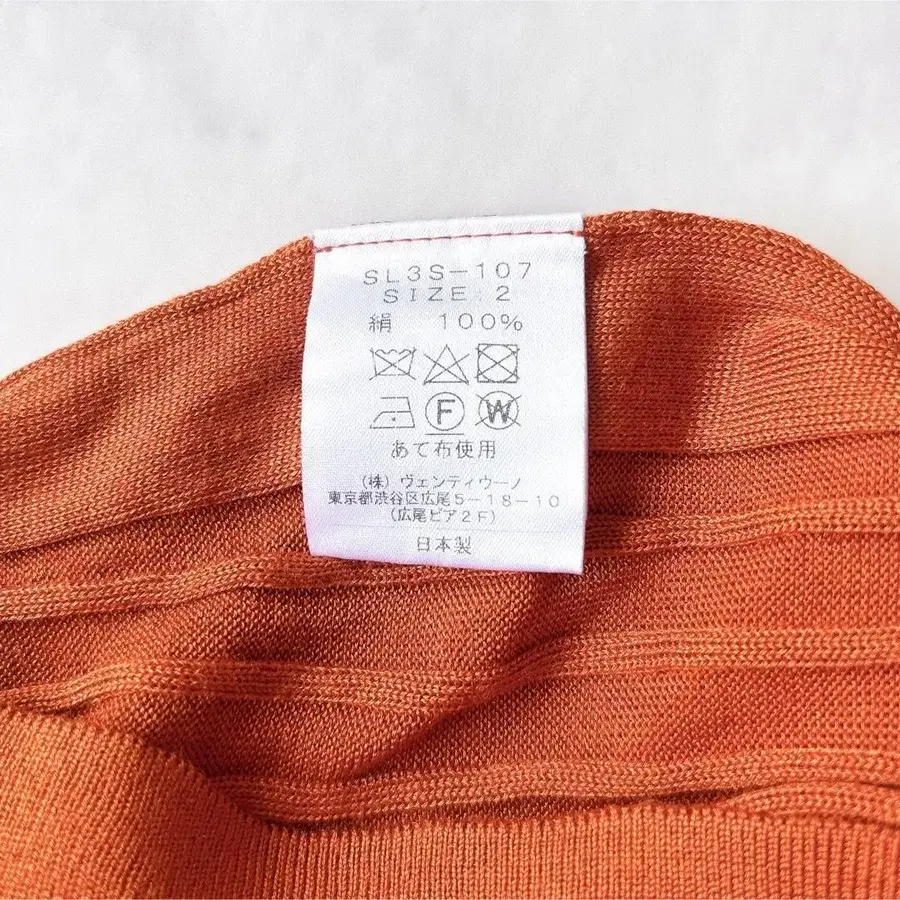 SL3S-107
SIZE:2
絹 100%
F W
あて布使用
(株)ヴェンティウーノ
東京都渋谷区広尾5-18-10
(広尾ピア2F)
日本製